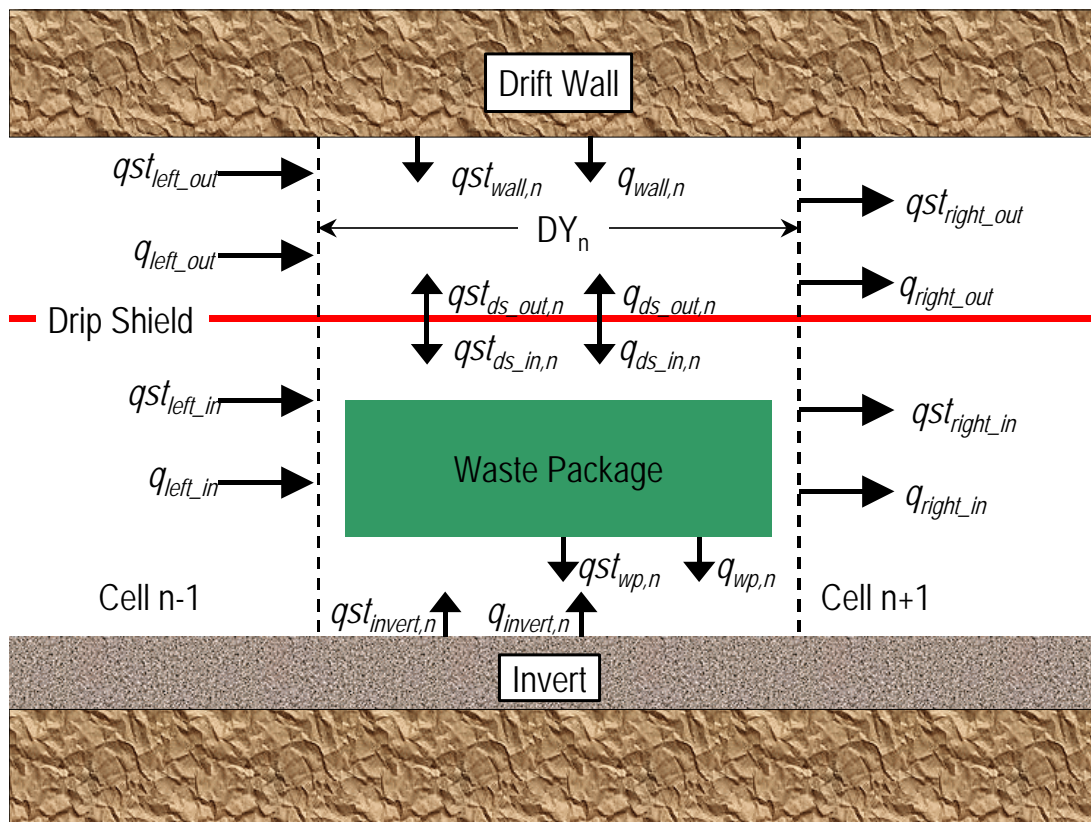 Drift Wall
qst_left_out
qst_wall,n
q_wall,n
qst_right_out
DY_n
q_left_out
q_right_out
qst_ds_out,n
q_ds_out,n
Drip Shield
qst_ds_in,n
q_ds_in,n
qst_left_in
qst_right_in
Waste Package
q_left_in
q_right_in
qst_wp,n
q_wp,n
Cell n-1
Cell n+1
qst_invert,n
q_invert,n
Invert